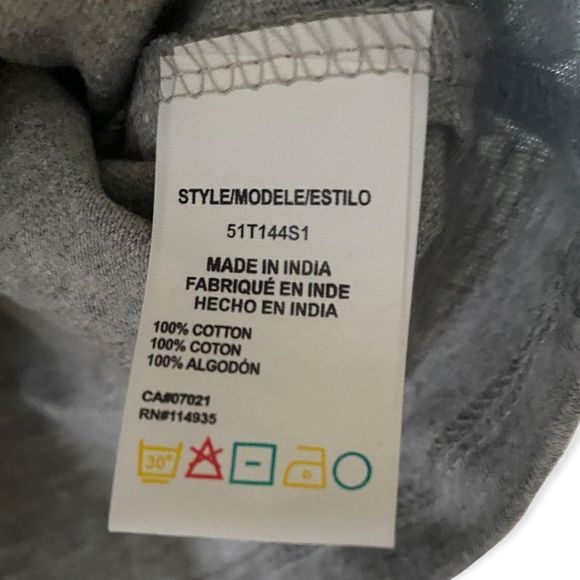 STYLE/MODELE/ESTILO
51T144S1
MADE IN INDIA
FABRIQUÉ EN INDE
HECHO EN INDIA
100% COTTON
100% COTON
100% ALGODÓN
CA#07021
RN#114935
30°